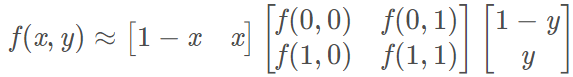 f(x, y) ≈ [1 − x x] [f(0, 0) f(0, 1) f(1, 0) f(1, 1)] [1 − y y]